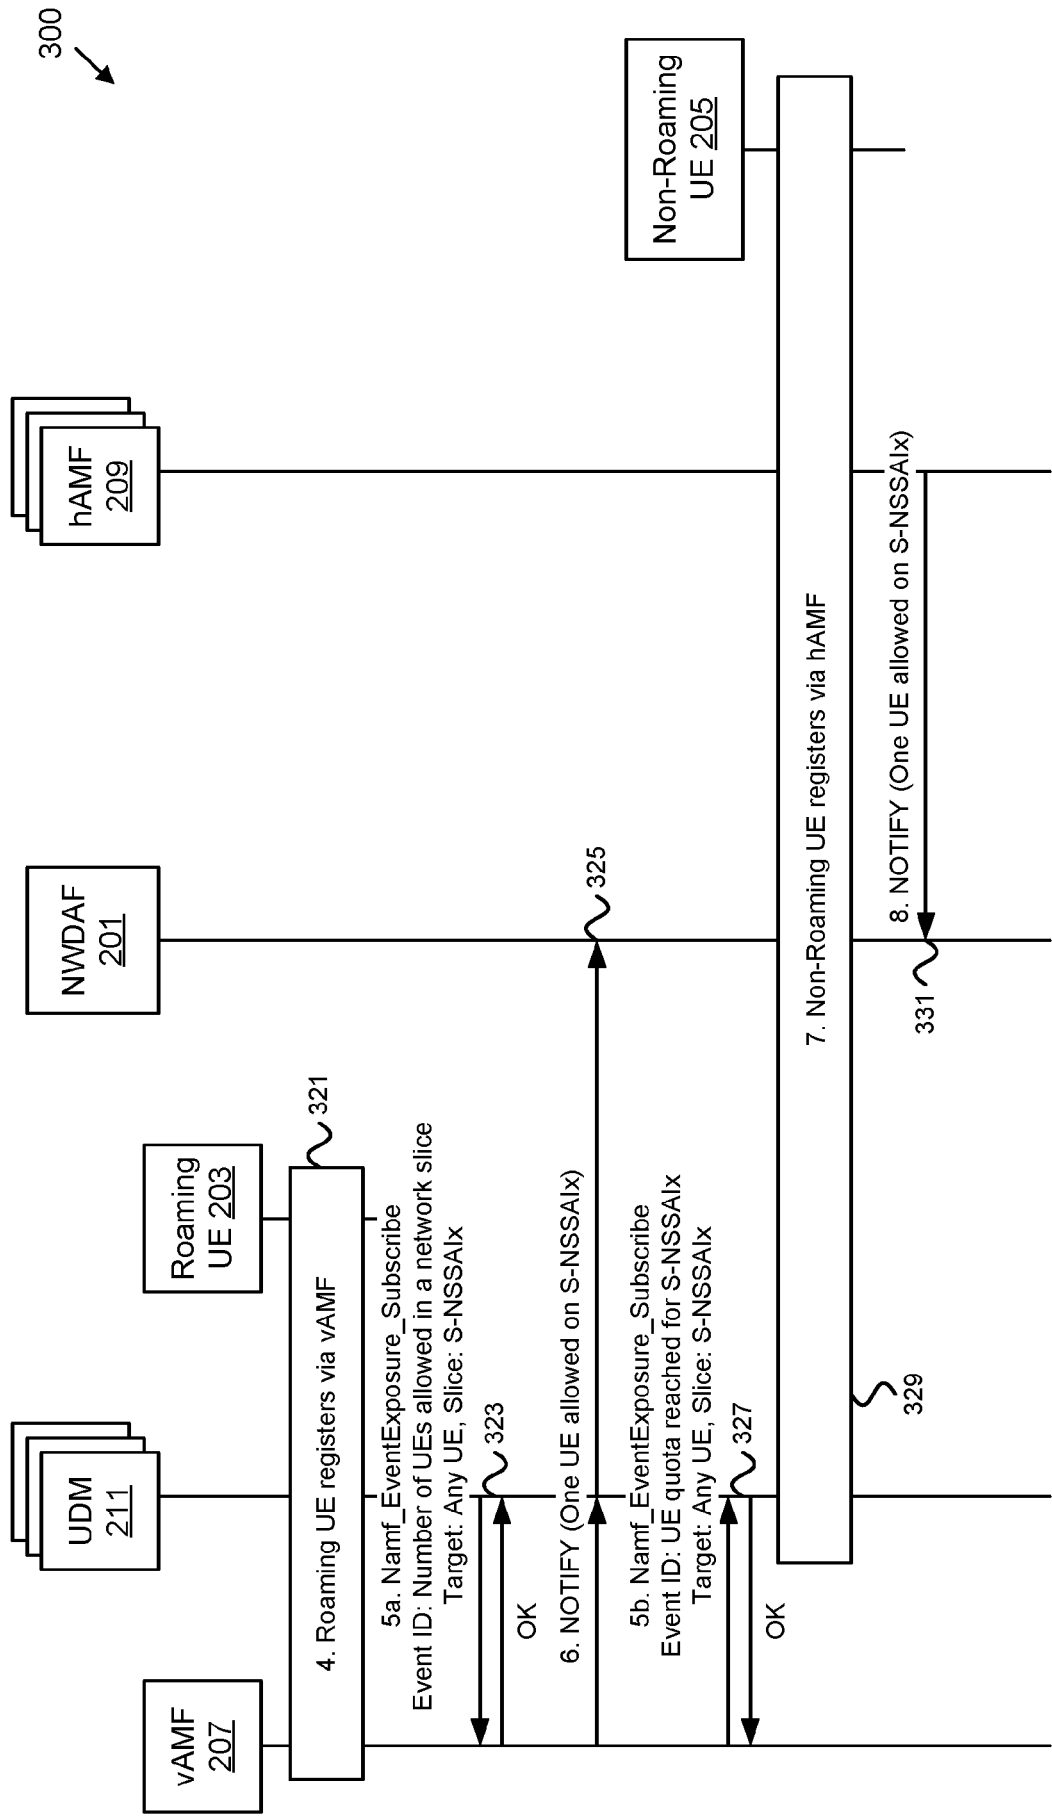 300
vAMF
207
UDM
211
Roaming
UE 203
NWDAF
201
hAMF
209
Non-Roaming
UE 205
4. Roaming UE registers via vAMF
321
5a. Namf_EventExposure_Subscribe
Event ID: Number of UEs allowed in a network slice
Target: Any UE, Slice: S-NSSAIx
323
OK
6. NOTIFY (One UE allowed on S-NSSAIx)
325
5b. Namf_EventExposure_Subscribe
Event ID: UE quota reached for S-NSSAIx
Target: Any UE, Slice: S-NSSAIx
327
OK
7. Non-Roaming UE registers via hAMF
329
8. NOTIFY (One UE allowed on S-NSSAIx)
331